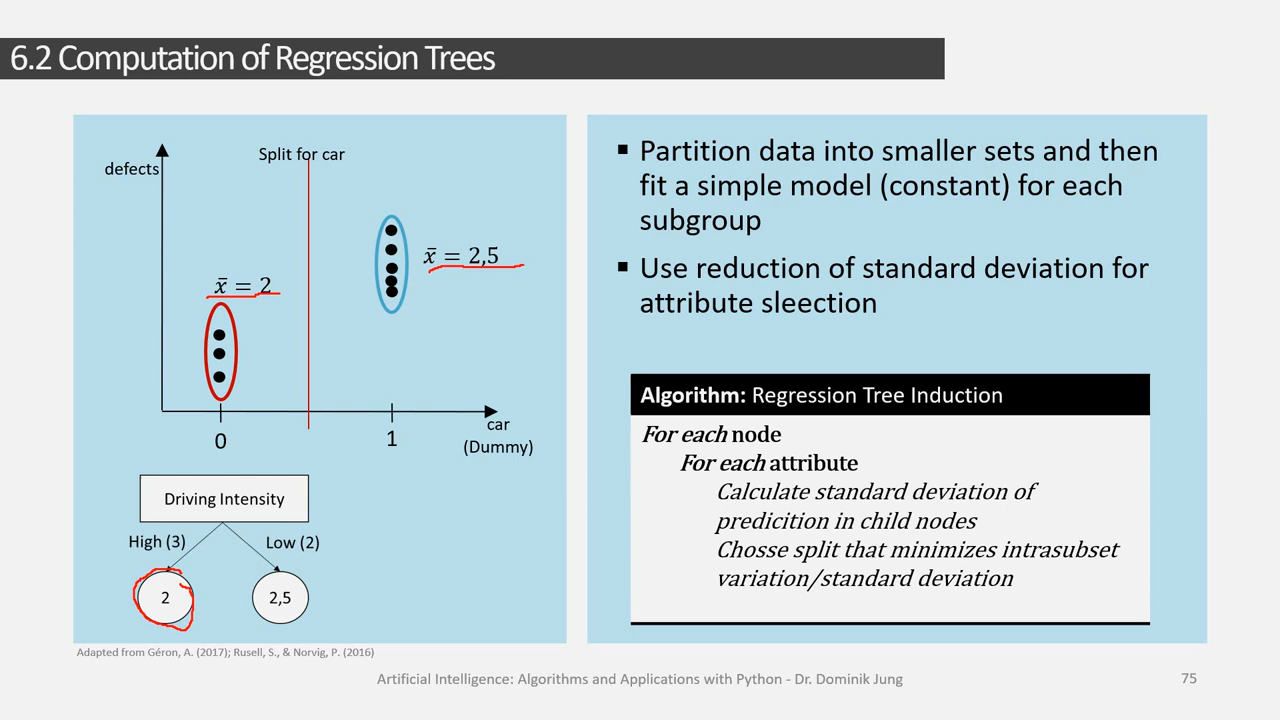 6.2 Computation of Regression Trees
defects
Split for car
x̄ = 2,5
x̄ = 2
0
1
car
(Dummy)
Driving Intensity
High (3)
Low (2)
2
2,5
Adapted from Géron, A. (2017); Rusell, S., & Norvig, P. (2016)
▪ Partition data into smaller sets and then
fit a simple model (constant) for each
subgroup
▪ Use reduction of standard deviation for
attribute sleection
Algorithm: Regression Tree Induction
For each node
For each attribute
Calculate standard deviation of
predicition in child nodes
Chosse split that minimizes intrasubset
variation/standard deviation
Artificial Intelligence: Algorithms and Applications with Python - Dr. Dominik Jung
75